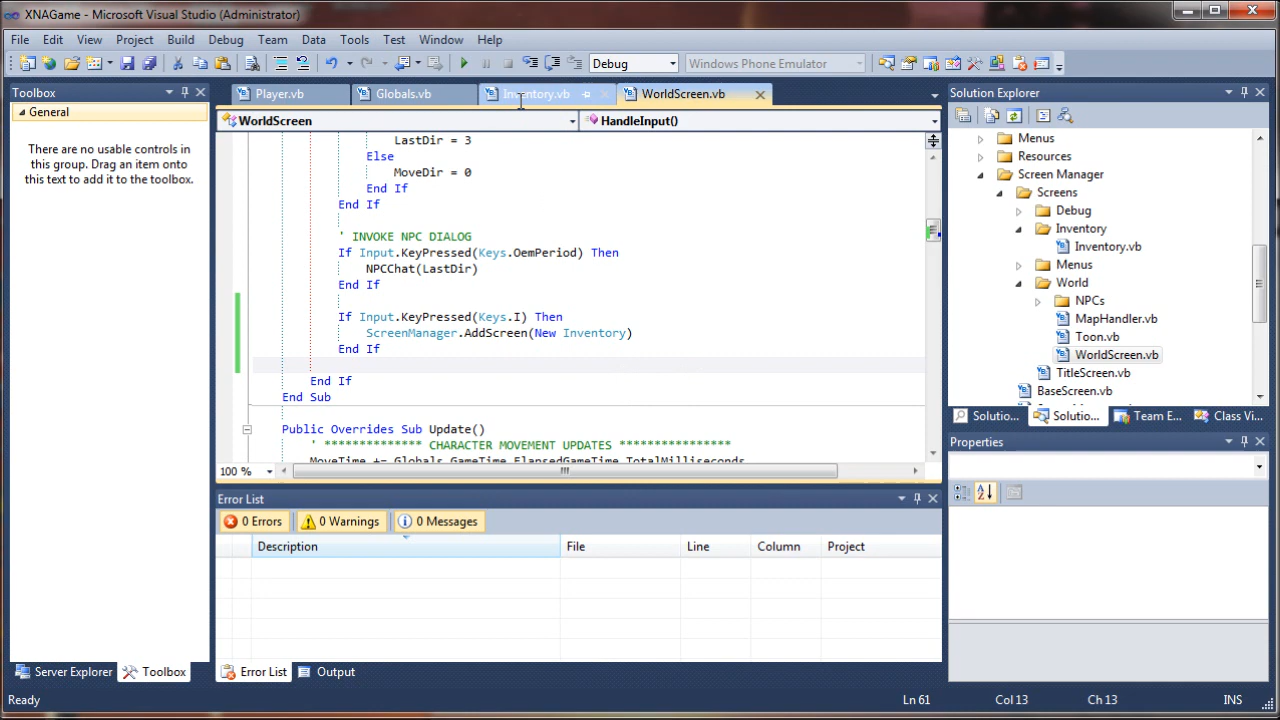 XNAGame - Microsoft Visual Studio (Administrator)
File Edit View Project Build Debug Team Data Tools Test Window Help
Debug Windows Phone Emulator
Toolbox
General
There are no usable controls in
this group. Drag an item onto
this text to add it to the toolbox.
Server Explorer Toolbox
Player.vb Globals.vb Inventory.vb WorldScreen.vb
WorldScreen HandleInput()
LastDir = 3
Else
MoveDir = 0
End If
End If
' INVOKE NPC DIALOG
If Input.KeyPressed(Keys.OemPeriod) Then
NPCChat(LastDir)
End If
If Input.KeyPressed(Keys.I) Then
ScreenManager.AddScreen(New Inventory)
End If
End If
End Sub
Public Overrides Sub Update()
' ************** CHARACTER MOVEMENT UPDATES ****************
MoveTime += Globals.GameTime.ElapsedGameTime.TotalMilliseconds
100 %
Error List
0 Errors 0 Warnings 0 Messages
Description File Line Column Project
Error List Output
Solution Explorer
Menus
Resources
Screen Manager
Screens
Debug
Inventory
Inventory.vb
Menus
World
NPCs
MapHandler.vb
Toon.vb
WorldScreen.vb
TitleScreen.vb
BaseScreen.vb
Solutio... Solutio... Team E... Class Vi...
Properties
Ready Ln 61 Col 13 Ch 13 INS